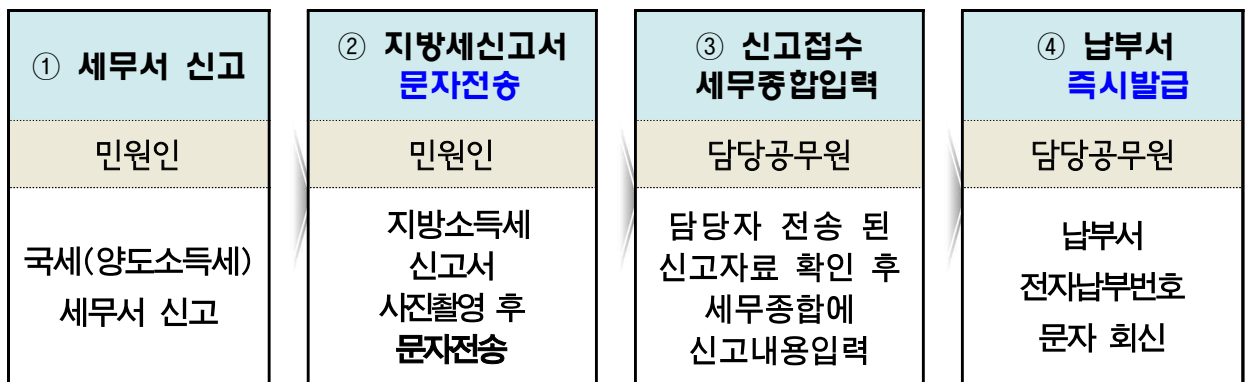 ① 세무서 신고
민원인
국세(양도소득세)
세무서 신고
② 지방세신고서
문자전송
민원인
지방소득세
신고서
사진촬영 후
문자전송
③ 신고접수
세무종합입력
담당공무원
담당자 전송 된
신고자료 확인 후
세무종합에
신고내용입력
④ 납부서
즉시발급
담당공무원
납부서
전자납부번호
문자 회신